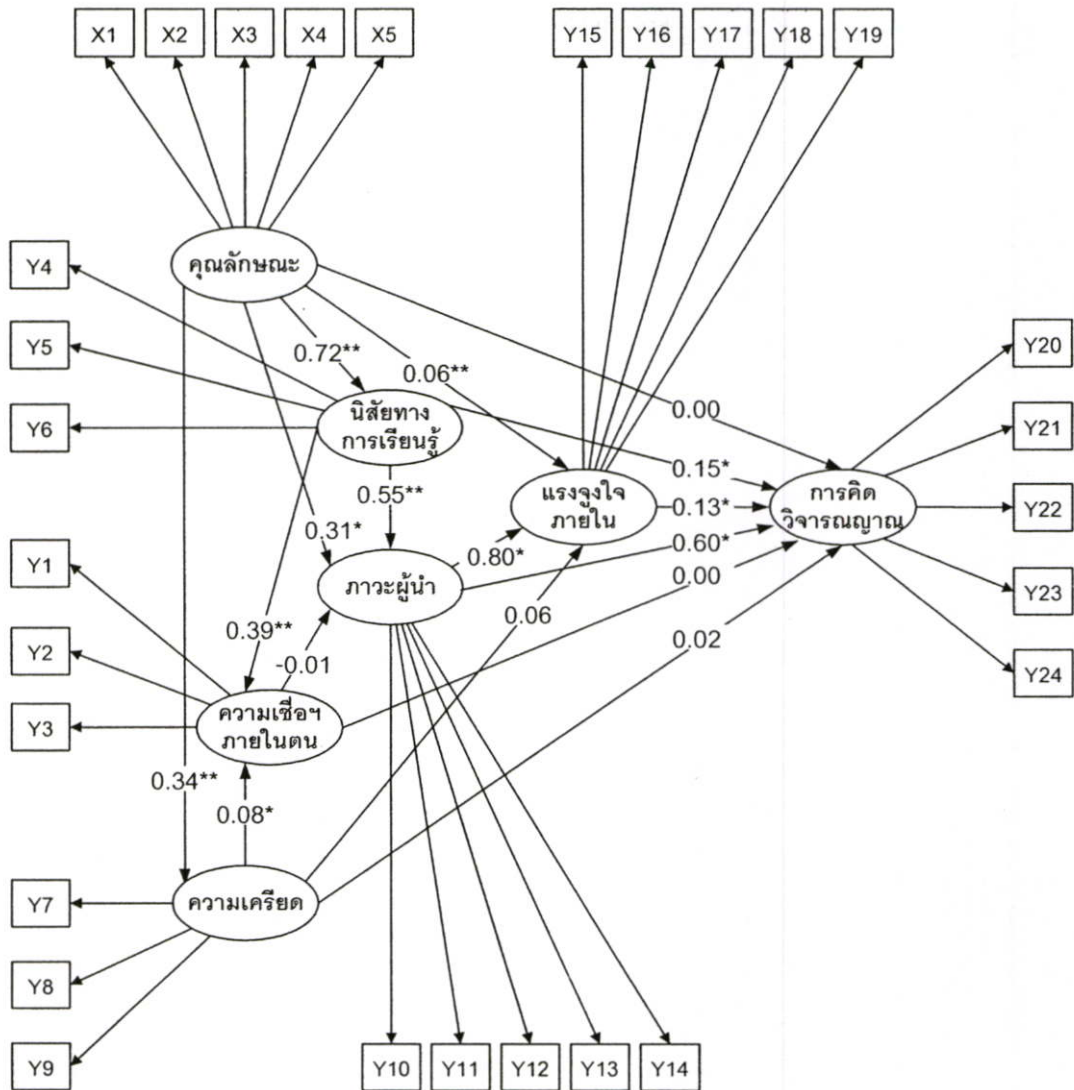 X1 X2 X3 X4 X5 Y15 Y16 Y17 Y18 Y19
คุณลักษณะ
Y4
Y5
Y6
0.72**
0.06**
0.00
นิสัยทาง
การเรียนรู้
Y20
Y21
Y22
Y23
Y24
0.15*
0.13*
0.60*
0.00
0.02
แรงจูงใจ
ภายใน
การคิด
วิจารณญาณ
0.55**
0.31*
0.80*
0.06
ภาวะผู้นำ
Y1
Y2
Y3
0.39**
-0.01
ความเชื่อฯ
ภายในตน
0.34**
0.08*
ความเครียด
Y7
Y8
Y9
Y10 Y11 Y12 Y13 Y14